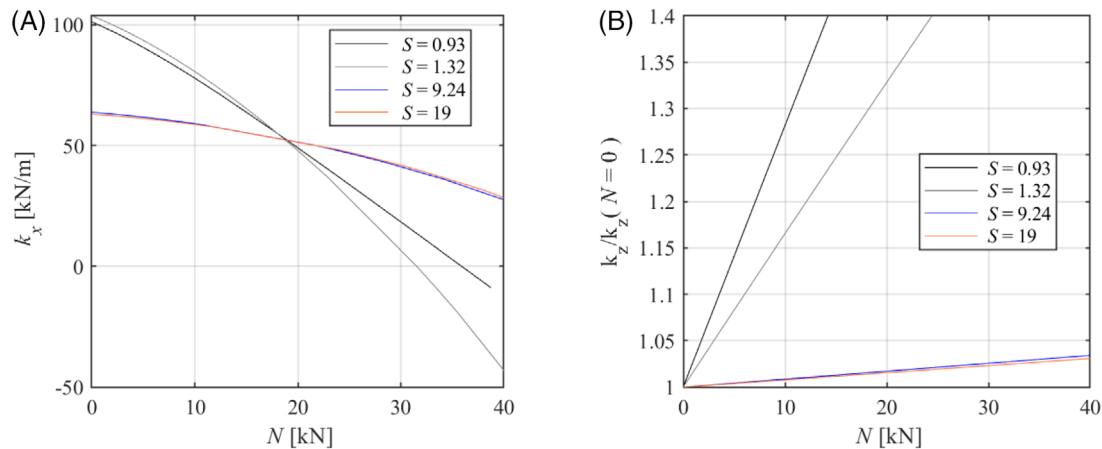 (A)
100
50
0
-50
k_x [kN/m]
0 10 20 30 40
N [kN]
S = 0.93
S = 1.32
S = 9.24
S = 19
(B)
1.4
1.35
1.3
1.25
1.2
1.15
1.1
1.05
1
k_z/k_z( N = 0 )
0 10 20 30 40
N [kN]
S = 0.93
S = 1.32
S = 9.24
S = 19